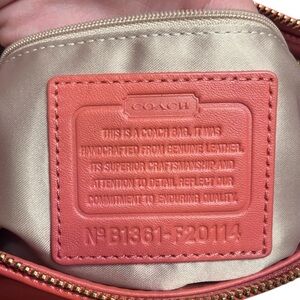 COACH
THIS IS A COACH BAG. IT WAS
HANDCRAFTED FROM GENUINE LEATHER.
ITS SUPERIOR CRAFTSMANSHIP AND
ATTENTION TO DETAIL REFLECT OUR
COMMITMENT TO ENDURING QUALITY.
Nº B1361-F20114